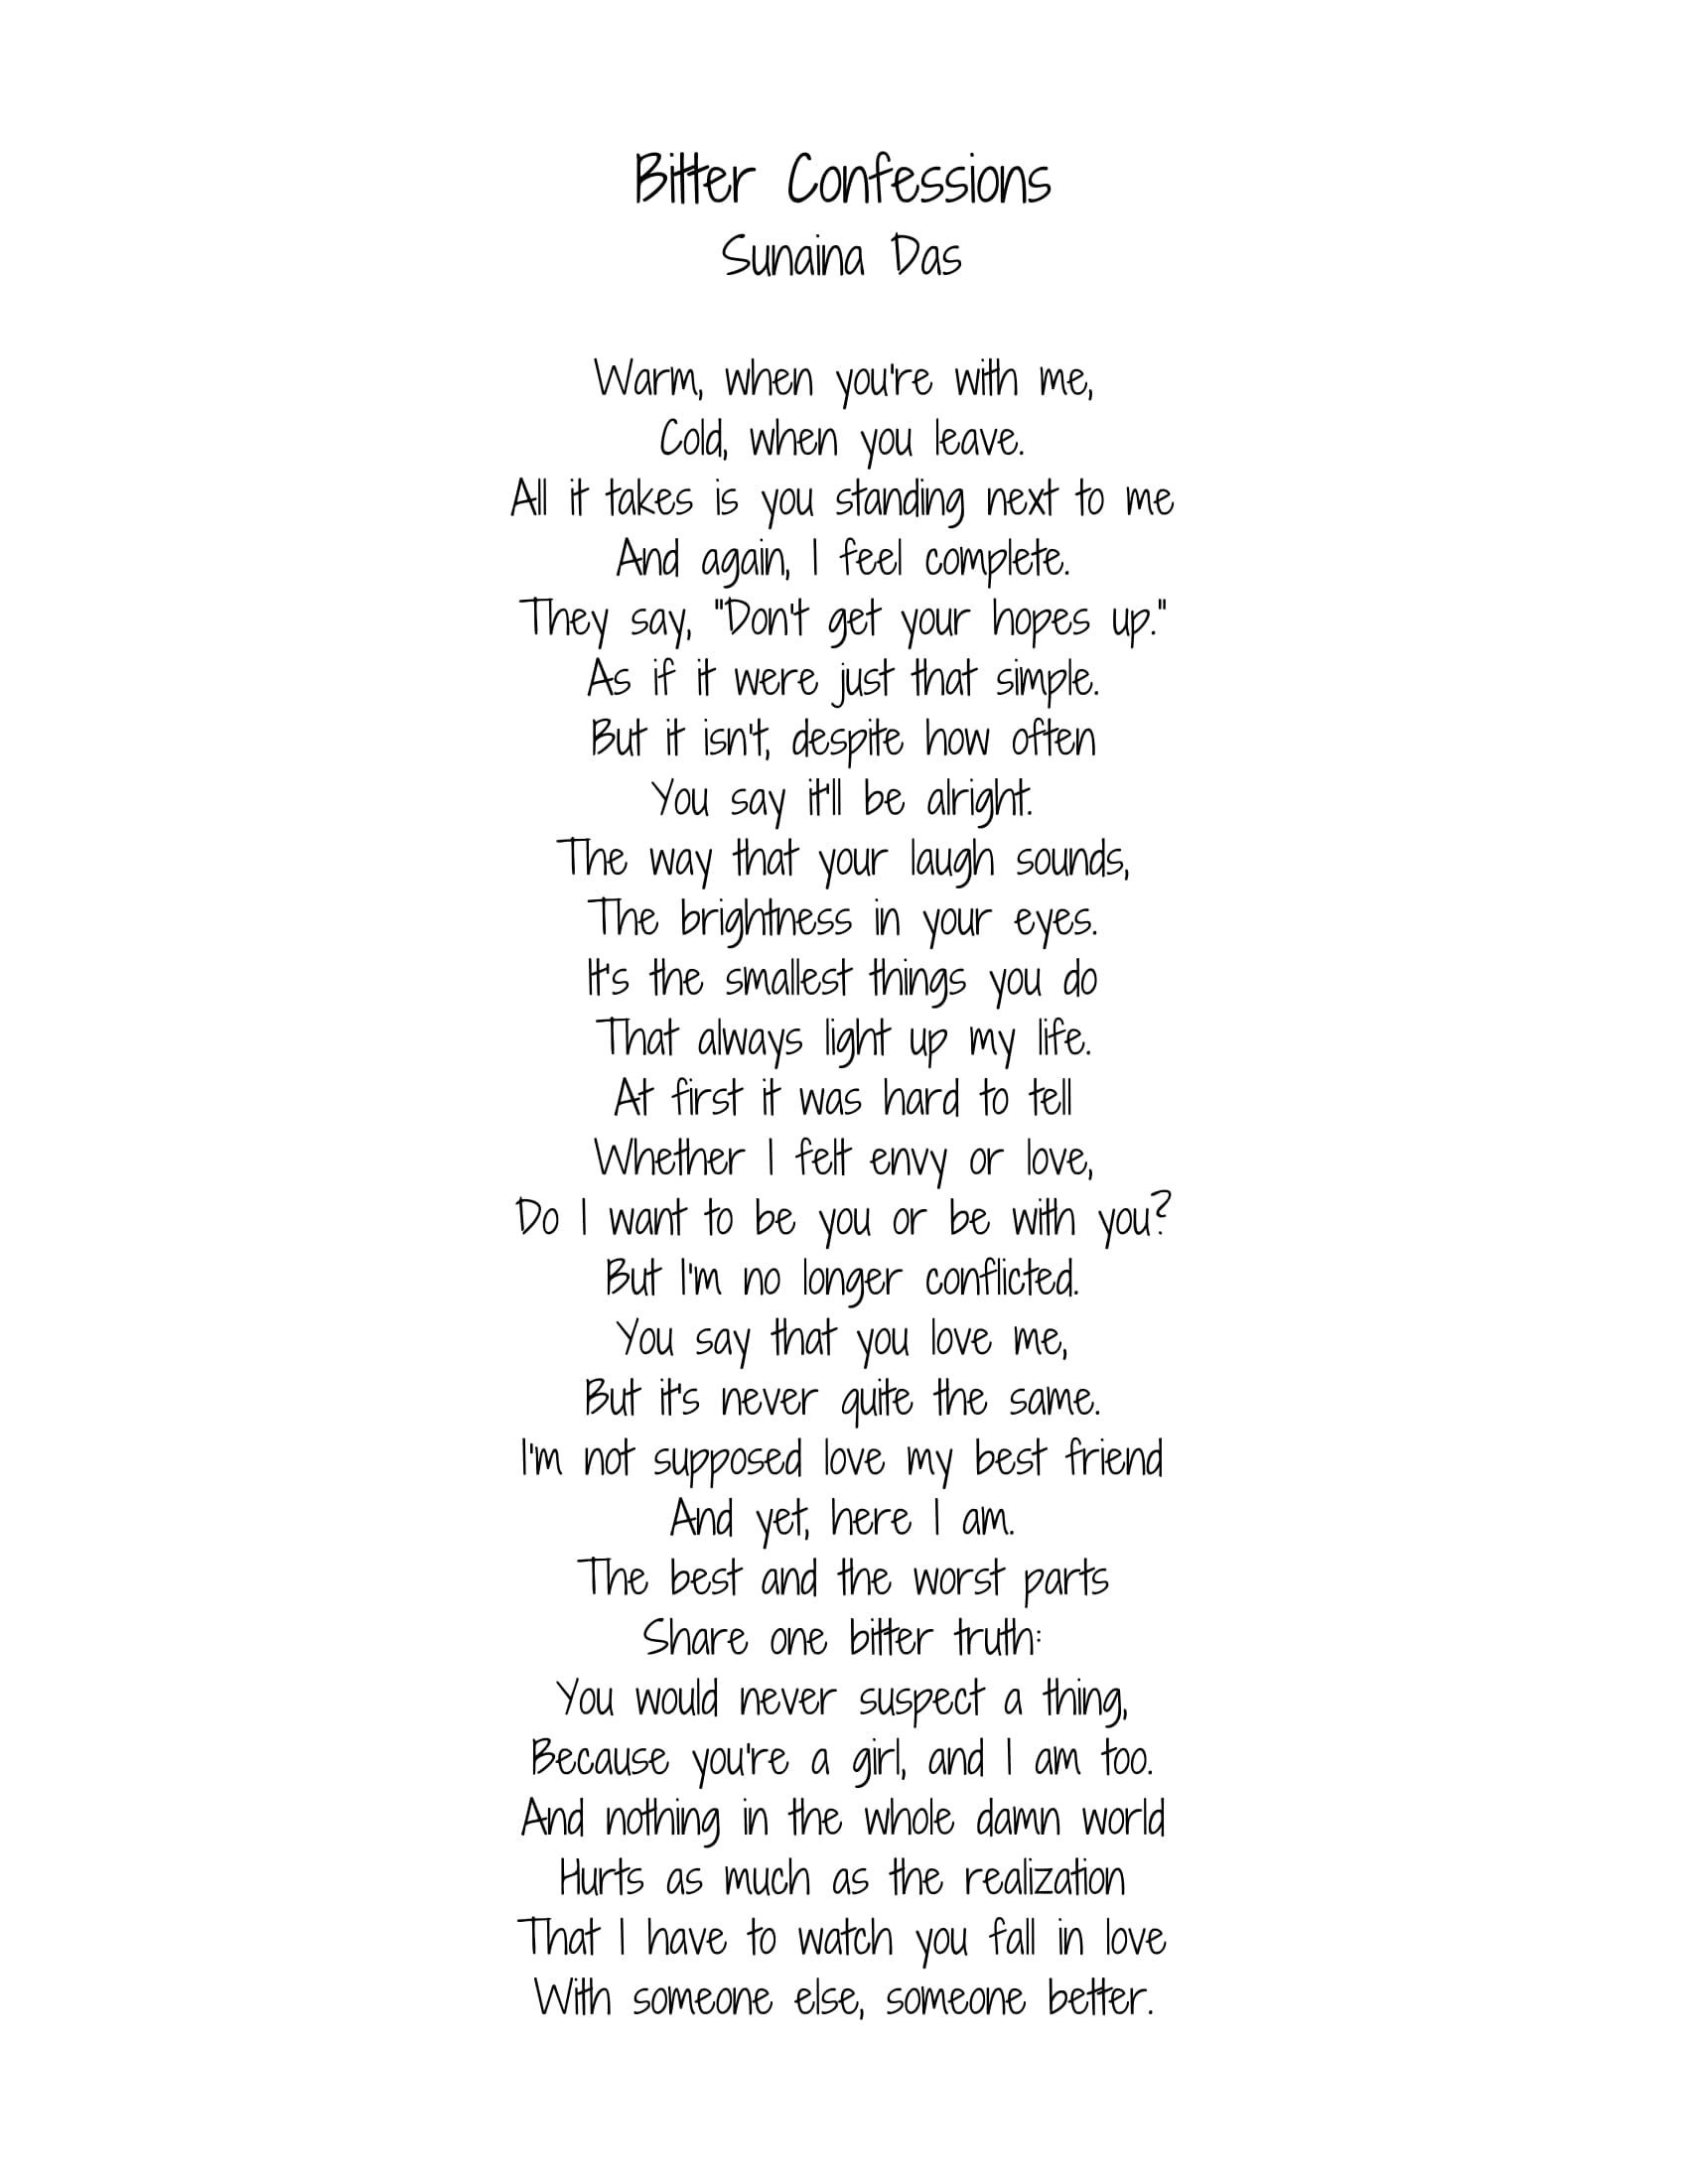 Bitter Confessions
Sunaina Das
Warm, when you're with me,
Cold, when you leave.
All it takes is you standing next to me
And again, I feel complete.
They say, "Don't get your hopes up."
As if it were just that simple.
But it isn't, despite how often
You say it'll be alright.
The way that your laugh sounds,
The brightness in your eyes.
It's the smallest things you do
That always light up my life.
At first it was hard to tell
Whether I felt envy or love,
Do I want to be you or be with you?
But I'm no longer conflicted.
You say that you love me,
But it's never quite the same.
I'm not supposed love my best friend
And yet, here I am.
The best and the worst parts
Share one bitter truth:
You would never suspect a thing,
Because you're a girl, and I am too.
And nothing in the whole damn world
Hurts as much as the realization
That I have to watch you fall in love
With someone else, someone better.